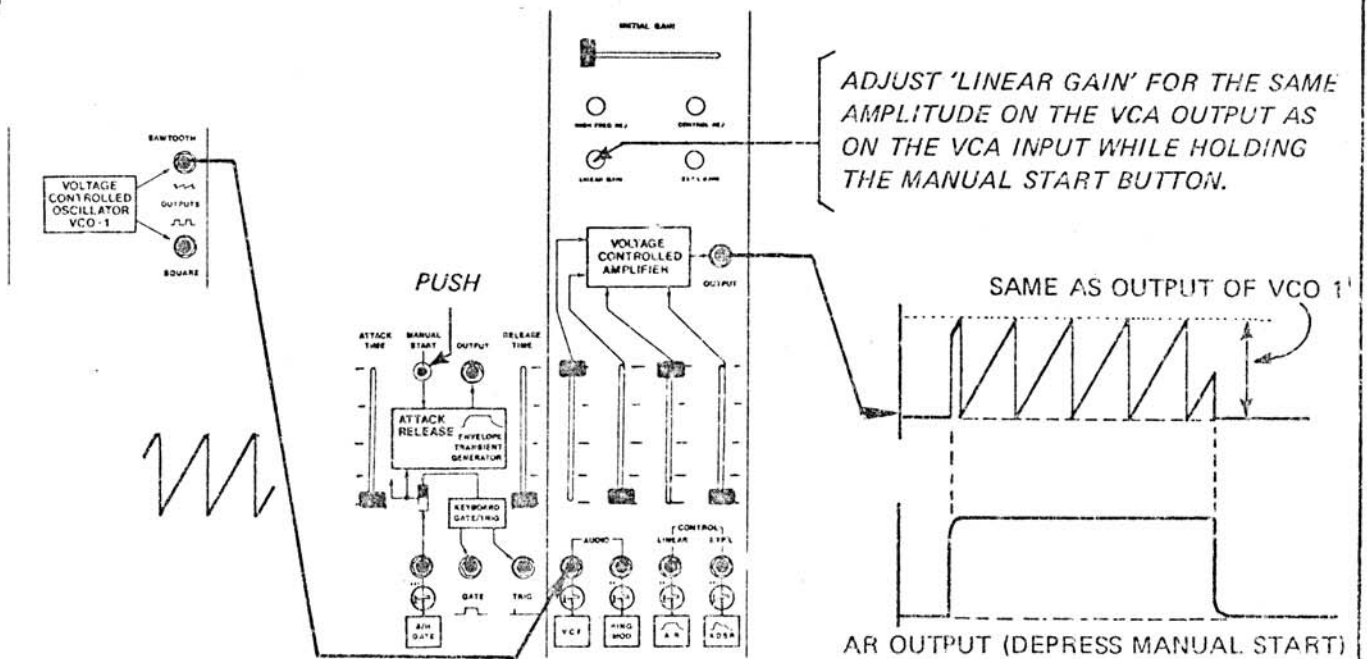 INITIAL GAIN
HIGH FREQ REJ
CONTROL REJ
LINEAR GAIN
ADJUST 'LINEAR GAIN' FOR THE SAME
AMPLITUDE ON THE VCA OUTPUT AS
ON THE VCA INPUT WHILE HOLDING
THE MANUAL START BUTTON.
SAWTOOTH
VOLTAGE
CONTROLLED
OSCILLATOR
VCO-1
OUTPUTS
SQUARE
VOLTAGE
CONTROLLED
AMPLIFIER
OUTPUT
PUSH
SAME AS OUTPUT OF VCO 1
ATTACK
TIME
MANUAL
START
OUTPUT
RELEASE
TIME
ATTACK
RELEASE
ENVELOPE
TRANSIENT
GENERATOR
KEYBOARD
GATE/TRIG
AUDIO
CONTROL
LINEAR
EXP'L
GATE
TRIG
S/H
GATE
VCF
RING
MOD
AR
ADSR
AR OUTPUT (DEPRESS MANUAL START)